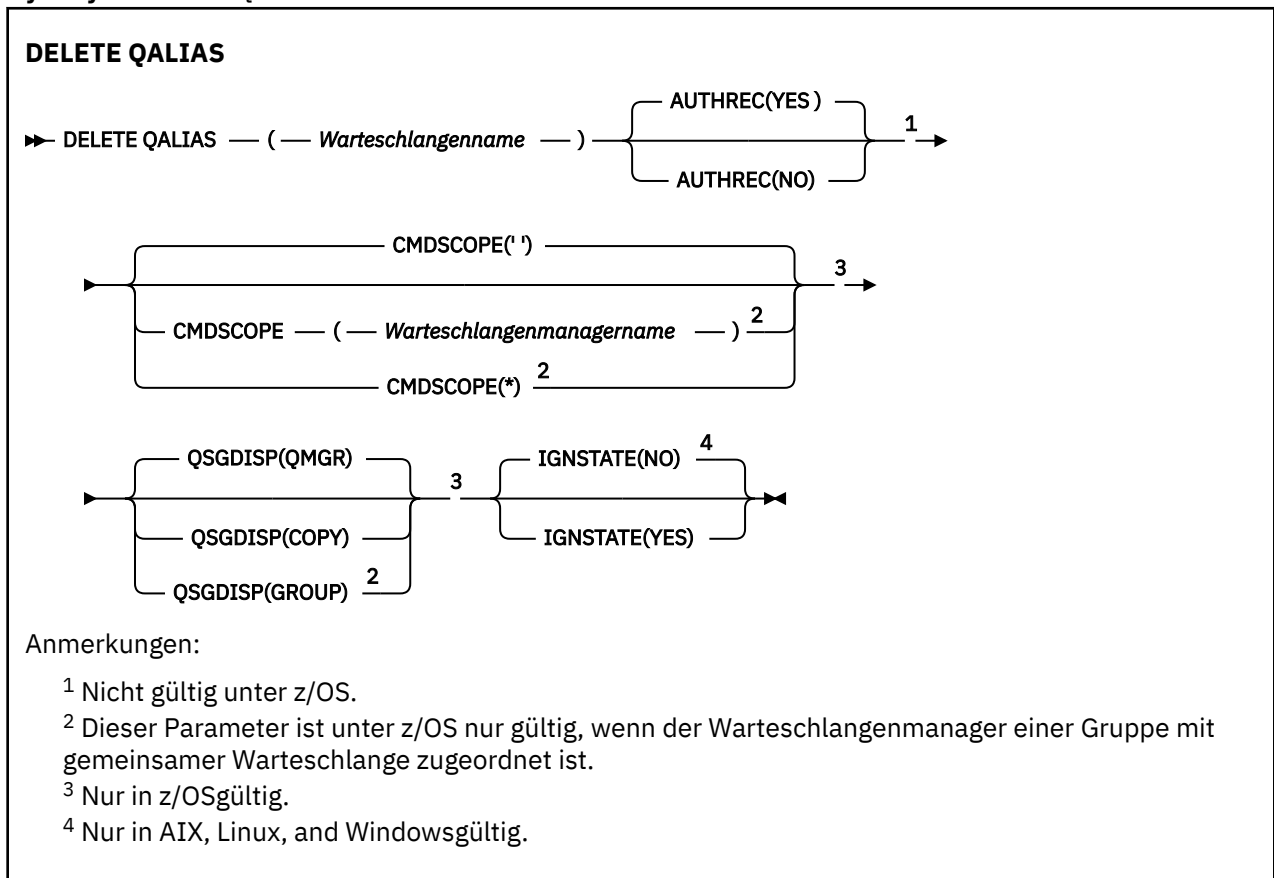 DELETE QALIAS
AUTHREC(YES )
DELETE QALIAS ( Warteschlangenname ) 1
AUTHREC(NO)
CMDSCOPE(' ')
3
CMDSCOPE ( Warteschlangenmanagername ) 2
CMDSCOPE(*) 2
QSGDISP(QMGR) IGNSTATE(NO) 4
3
QSGDISP(COPY) IGNSTATE(YES)
QSGDISP(GROUP) 2
Anmerkungen:
1 Nicht gültig unter z/OS.
2 Dieser Parameter ist unter z/OS nur gültig, wenn der Warteschlangenmanager einer Gruppe mit
gemeinsamer Warteschlange zugeordnet ist.
3 Nur in z/OSgültig.
4 Nur in AIX, Linux, and Windowsgültig.